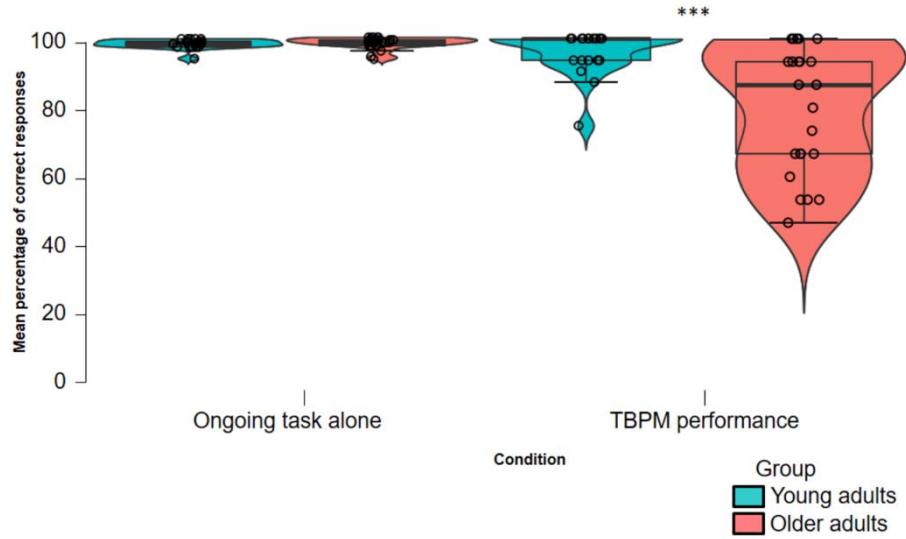 ***
Mean percentage of correct responses
100
80
60
40
20
0
Ongoing task alone
TBPM performance
Condition
Group
Young adults
Older adults